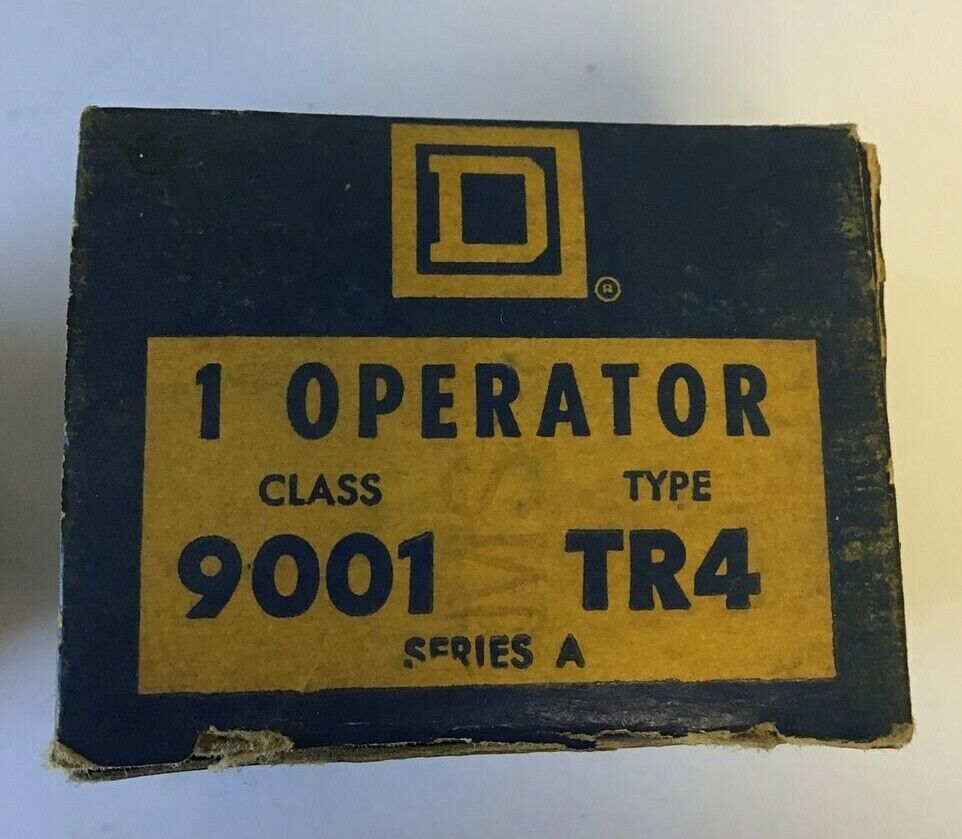 D
®
1 OPERATOR
CLASS TYPE
9001 TR4
SERIES A